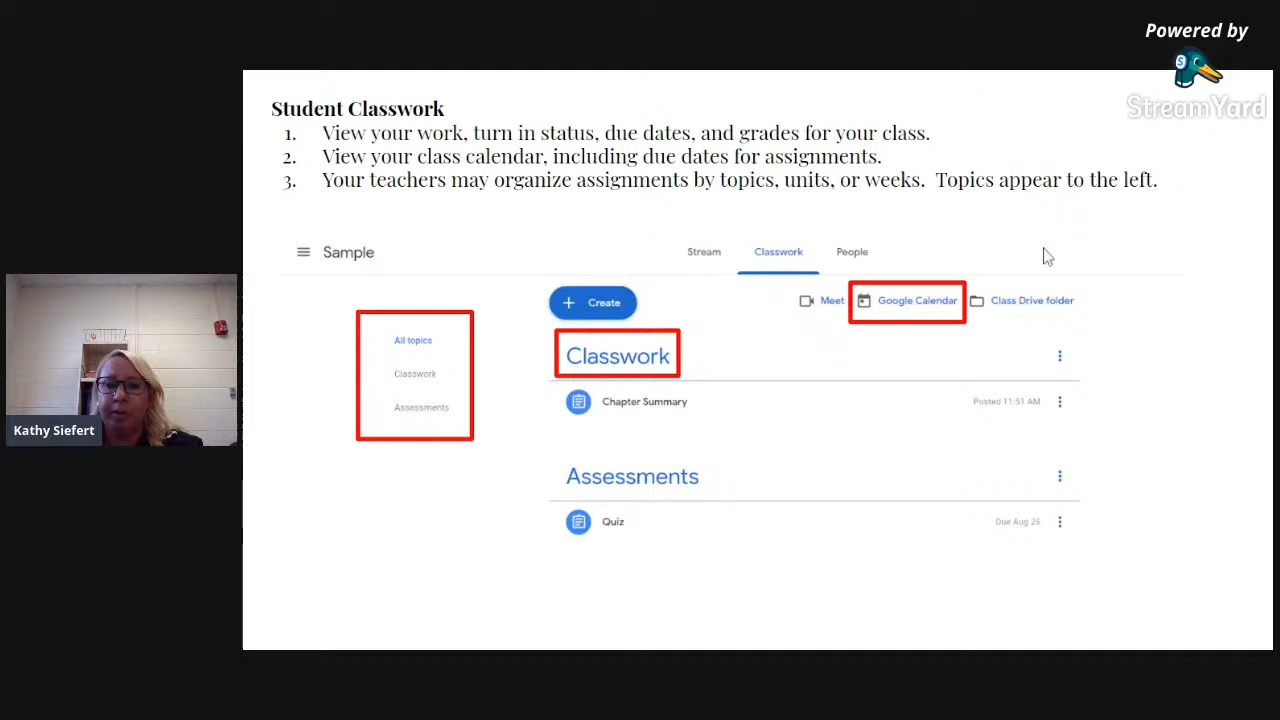 Powered by
StreamYard
Student Classwork
1. View your work, turn in status, due dates, and grades for your class.
2. View your class calendar, including due dates for assignments.
3. Your teachers may organize assignments by topics, units, or weeks. Topics appear to the left.
Sample
Stream Classwork People
+ Create
Meet Google Calendar Class Drive folder
All topics
Classwork
Assessments
Classwork
Chapter Summary Posted 11:51 AM
Assessments
Quiz Due Aug 26
Kathy Siefert